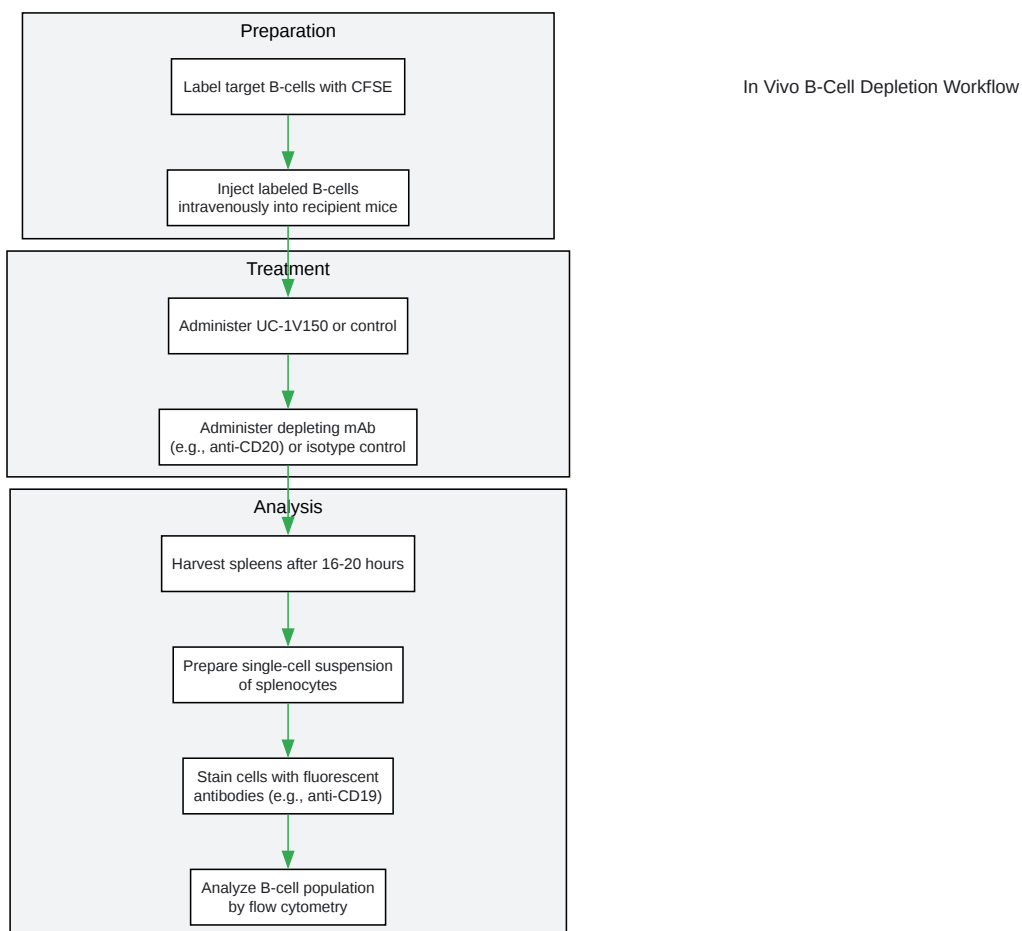 Preparation
Label target B-cells with CFSE
In Vivo B-Cell Depletion Workflow
Inject labeled B-cells
intravenously into recipient mice
Treatment
Administer UC-1V150 or control
Administer depleting mAb
(e.g., anti-CD20) or isotype control
Analysis
Harvest spleens after 16-20 hours
Prepare single-cell suspension
of splenocytes
Stain cells with fluorescent
antibodies (e.g., anti-CD19)
Analyze B-cell population
by flow cytometry